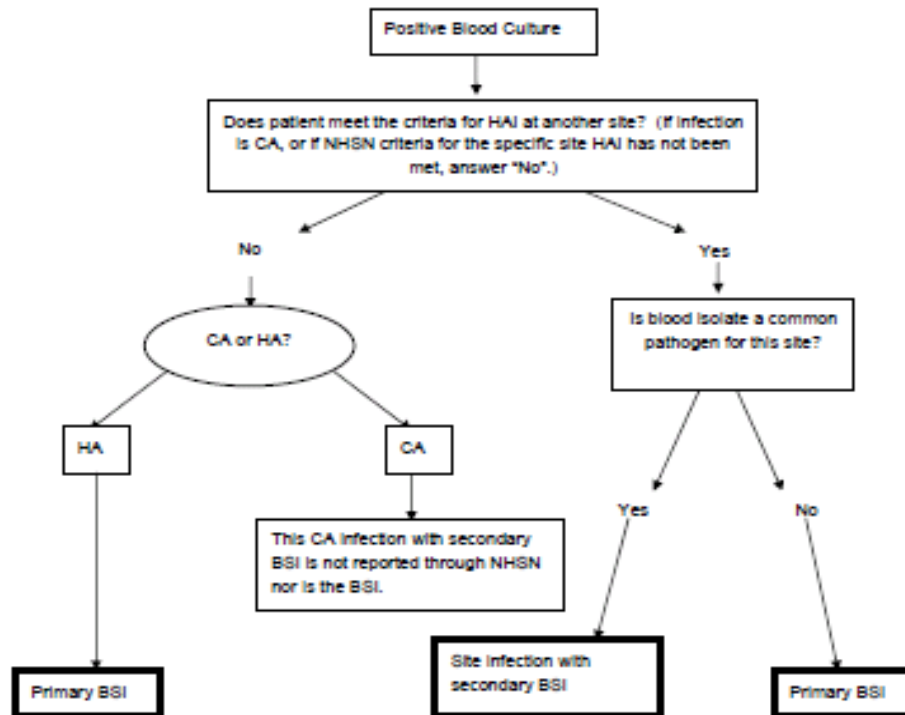 Positive Blood Culture
Does patient meet the criteria for HAI at another site? (If infection
is CA, or if NHSN criteria for the specific site HAI has not been
met, answer "No".)
No
Yes
CA or HA?
Is blood isolate a common
pathogen for this site?
HA
CA
Yes
No
This CA infection with secondary
BSI is not reported through NHSN
nor is the BSI.
Primary BSI
Site infection with
secondary BSI
Primary BSI